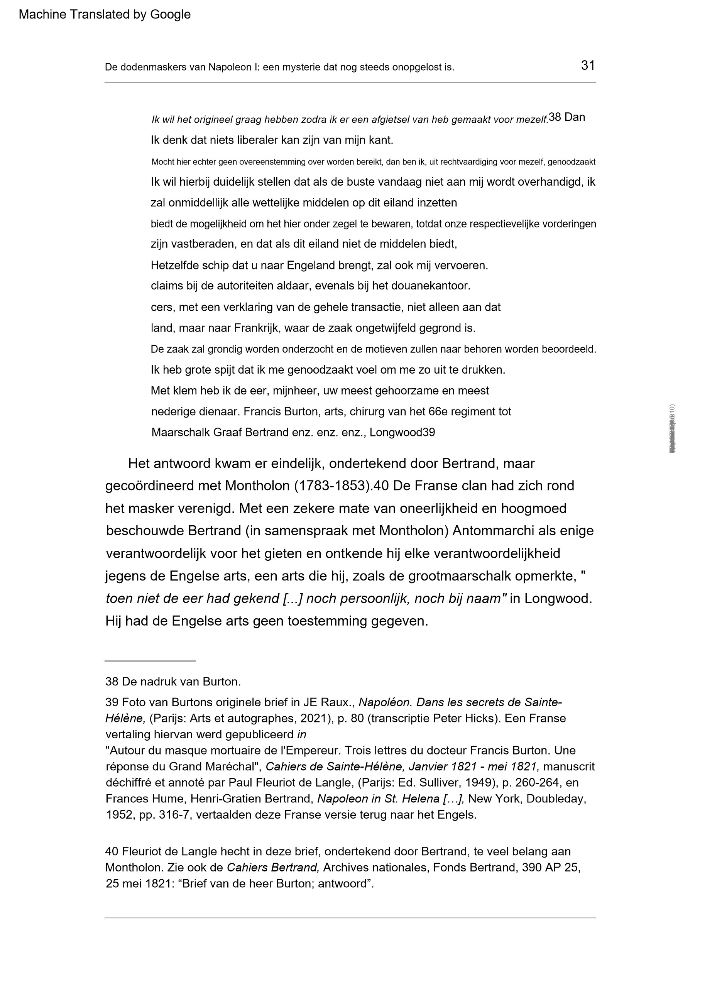 Machine Translated by Google
De dodenmaskers van Napoleon I: een mysterie dat nog steeds onopgelost is. 31
Ik wil het origineel graag hebben zodra ik er een afgietsel van heb gemaakt voor mezelf.38 Dan
Ik denk dat niets liberaler kan zijn van mijn kant.
Mocht hier echter geen overeenstemming over worden bereikt, dan ben ik, uit rechtvaardiging voor mezelf, genoodzaakt
Ik wil hierbij duidelijk stellen dat als de buste vandaag niet aan mij wordt overhandigd, ik
zal onmiddellijk alle wettelijke middelen op dit eiland inzetten
biedt de mogelijkheid om het hier onder zegel te bewaren, totdat onze respectievelijke vorderingen
zijn vastberaden, en dat als dit eiland niet de middelen biedt,
Hetzelfde schip dat u naar Engeland brengt, zal ook mij vervoeren.
claims bij de autoriteiten aldaar, evenals bij het douanekantoor.
cers, met een verklaring van de gehele transactie, niet alleen aan dat
land, maar naar Frankrijk, waar de zaak ongetwijfeld gegrond is.
De zaak zal grondig worden onderzocht en de motieven zullen naar behoren worden beoordeeld.
Ik heb grote spijt dat ik me genoodzaakt voel om me zo uit te drukken.
Met klem heb ik de eer, mijnheer, uw meest gehoorzame en meest
nederige dienaar. Francis Burton, arts, chirurg van het 66e regiment tot
Maarschalk Graaf Bertrand enz. enz. enz., Longwood39
Het antwoord kwam er eindelijk, ondertekend door Bertrand, maar
gecoördineerd met Montholon (1783-1853).40 De Franse clan had zich rond
het masker verenigd. Met een zekere mate van oneerlijkheid en hoogmoed
beschouwde Bertrand (in samenspraak met Montholon) Antommarchi als enige
verantwoordelijk voor het gieten en ontkende hij elke verantwoordelijkheid
jegens de Engelse arts, een arts die hij, zoals de grootmaarschalk opmerkte, "
toen niet de eer had gekend [...] noch persoonlijk, noch bij naam" in Longwood.
Hij had de Engelse arts geen toestemming gegeven.
38 De nadruk van Burton.
39 Foto van Burtons originele brief in JE Raux., Napoléon. Dans les secrets de Sainte-
Hélène, (Parijs: Arts et autographes, 2021), p. 80 (transcriptie Peter Hicks). Een Franse
vertaling hiervan werd gepubliceerd in
"Autour du masque mortuaire de l'Empereur. Trois lettres du docteur Francis Burton. Une
réponse du Grand Maréchal", Cahiers de Sainte-Hélène, Janvier 1821 - mei 1821, manuscrit
déchiffré et annoté par Paul Fleuriot de Langle, (Parijs: Ed. Sulliver, 1949), p. 260-264, en
Frances Hume, Henri-Gratien Bertrand, Napoleon in St. Helena […], New York, Doubleday,
1952, pp. 316-7, vertaalden deze Franse versie terug naar het Engels.
40 Fleuriot de Langle hecht in deze brief, ondertekend door Bertrand, te veel belang aan
Montholon. Zie ook de Cahiers Bertrand, Archives nationales, Fonds Bertrand, 390 AP 25,
25 mei 1821: “Brief van de heer Burton; antwoord”.